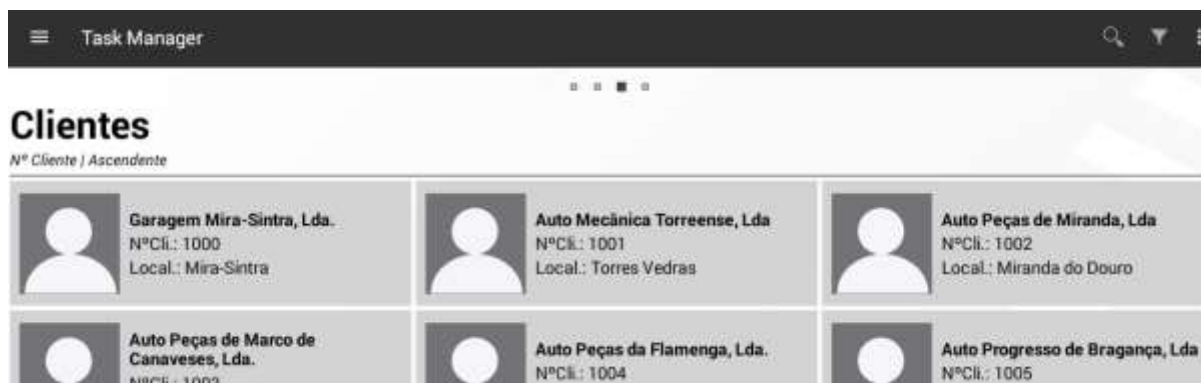 Task Manager
Clientes
Nº Cliente | Ascendente
Garagem Mira-Sintra, Lda.
NºCli.: 1000
Local.: Mira-Sintra
Auto Mecânica Torreense, Lda
NºCli.: 1001
Local.: Torres Vedras
Auto Peças de Miranda, Lda
NºCli.: 1002
Local.: Miranda do Douro
Auto Peças de Marco de
Canaveses, Lda.
NºCli.: 1003
Auto Peças da Flamenga, Lda.
NºCli.: 1004
Auto Progresso de Bragança, Lda
NºCli.: 1005